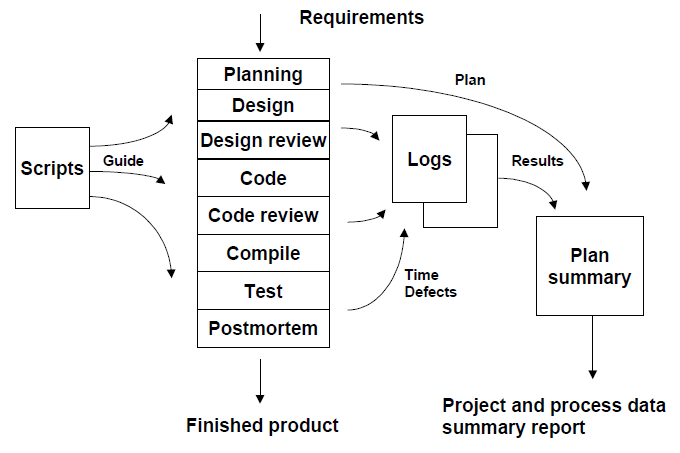 Requirements
Planning
Design
Design review
Code
Code review
Compile
Test
Postmortem
Finished product
Scripts
Guide
Plan
Logs
Results
Time
Defects
Plan
summary
Project and process data
summary report